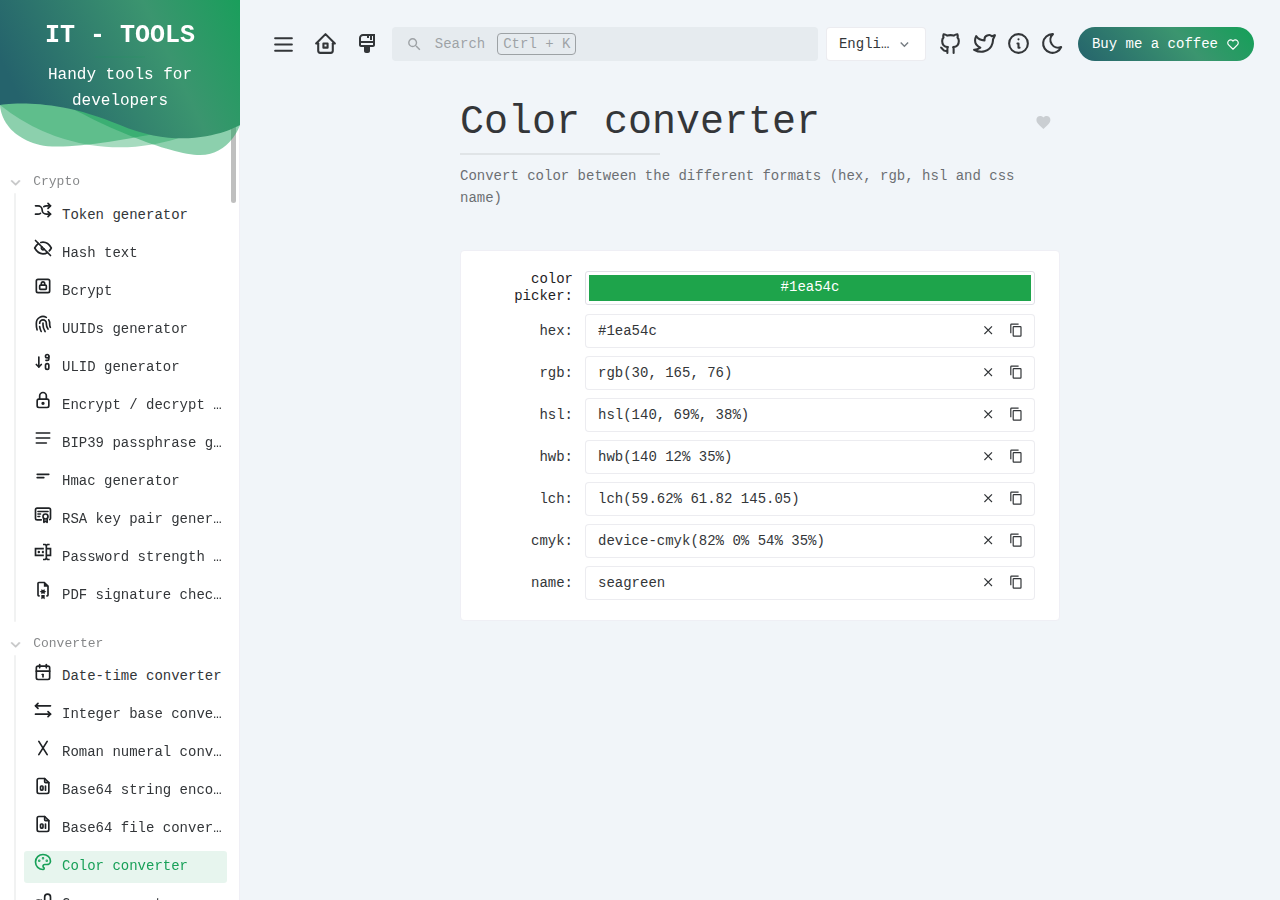 IT - TOOLS
Handy tools for
developers
Search Ctrl + K
Engli…
Buy me a coffee
Crypto
Token generator
Hash text
Bcrypt
UUIDs generator
ULID generator
Encrypt / decrypt …
BIP39 passphrase g…
Hmac generator
RSA key pair gener…
Password strength …
PDF signature chec…
Converter
Date-time converter
Integer base conve…
Roman numeral conv…
Base64 string enco…
Base64 file conver…
Color converter
Color converter
Convert color between the different formats (hex, rgb, hsl and css
name)
color
picker:
#1ea54c
hex: #1ea54c
rgb: rgb(30, 165, 76)
hsl: hsl(140, 69%, 38%)
hwb: hwb(140 12% 35%)
lch: lch(59.62% 61.82 145.05)
cmyk: device-cmyk(82% 0% 54% 35%)
name: seagreen